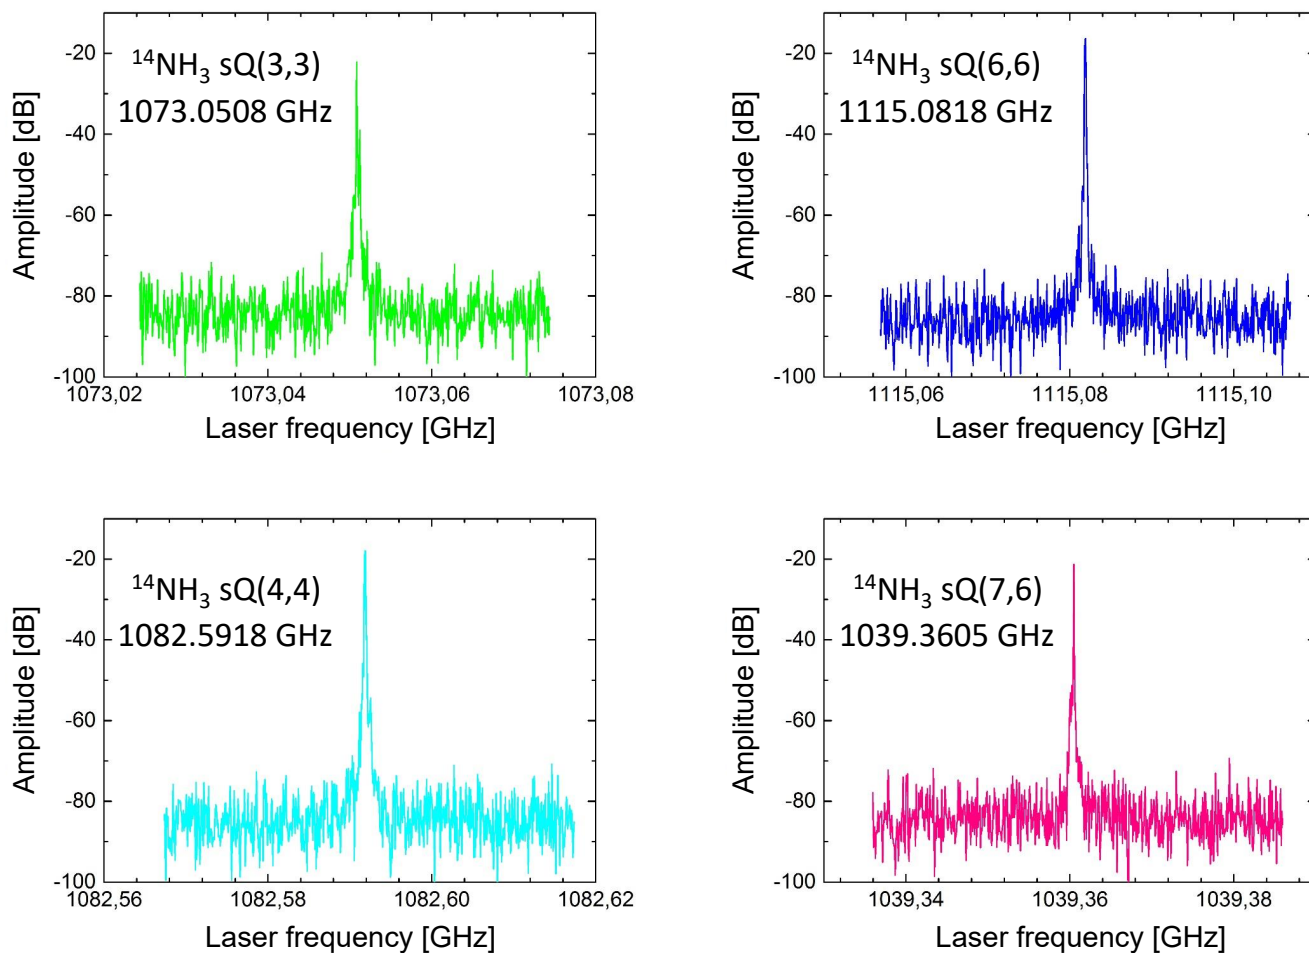 -20
-40
-60
-80
-100
Amplitude [dB]
¹⁴NH₃ sQ(3,3)
1073.0508 GHz
1073,02
1073,04
1073,06
1073,08
Laser frequency [GHz]
-20
-40
-60
-80
-100
Amplitude [dB]
¹⁴NH₃ sQ(6,6)
1115.0818 GHz
1115,06
1115,08
1115,10
Laser frequency [GHz]
-20
-40
-60
-80
-100
Amplitude [dB]
¹⁴NH₃ sQ(4,4)
1082.5918 GHz
1082,56
1082,58
1082,60
1082,62
Laser frequency [GHz]
-20
-40
-60
-80
-100
Amplitude [dB]
¹⁴NH₃ sQ(7,6)
1039.3605 GHz
1039,34
1039,36
1039,38
Laser frequency [GHz]